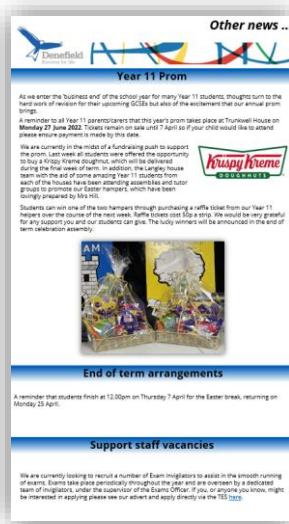 Other news ..
Denefield
Year 11 Prom
As we enter the 'business end' of the school year for many Year 11 students, thoughts turn to the
hard work of revision for their upcoming GCSEs but also of the excitement that our annual prom
brings.
A reminder to all Year 11 parents/carers that this year's prom takes place at Trunkwell House on
Monday 27 June 2022. Tickets remain on sale until 7 April so if your child would like to attend
please ensure payment is made by this date.
We are currently in the midst of a fundraising push to support
the prom. Last week all students were offered the opportunity
to buy a Krispy Kreme doughnut, which will be delivered
during the final week of term. In addition, the Langley house
team with the aid of some amazing Year 11 students from
each of the houses have been attending assemblies and tutor
groups to promote our Easter hampers, which have been
lovingly prepared by Mrs Hill.
Krispy Kreme
DOUGHNUTS
Students can win one of the two hampers through purchasing a raffle ticket from our Year 11
helpers over the course of the next week. Raffle tickets cost 50p a strip. We would be very grateful
for any support you and our students can give. The lucky winners will be announced in the end of
term celebration assembly.
AM
End of term arrangements
A reminder that students finish at 12.00pm on Thursday 7 April for the Easter break, returning on
Monday 25 April.
Support staff vacancies
We are currently looking to recruit a number of Exam Invigilators to assist in the smooth running
of exams. Exams take place periodically throughout the year and are overseen by a dedicated
team of invigilators, under the supervision of the Exams Officer. If you, or anyone you know, might
be interested in applying please see our advert and apply directly via the TES here.